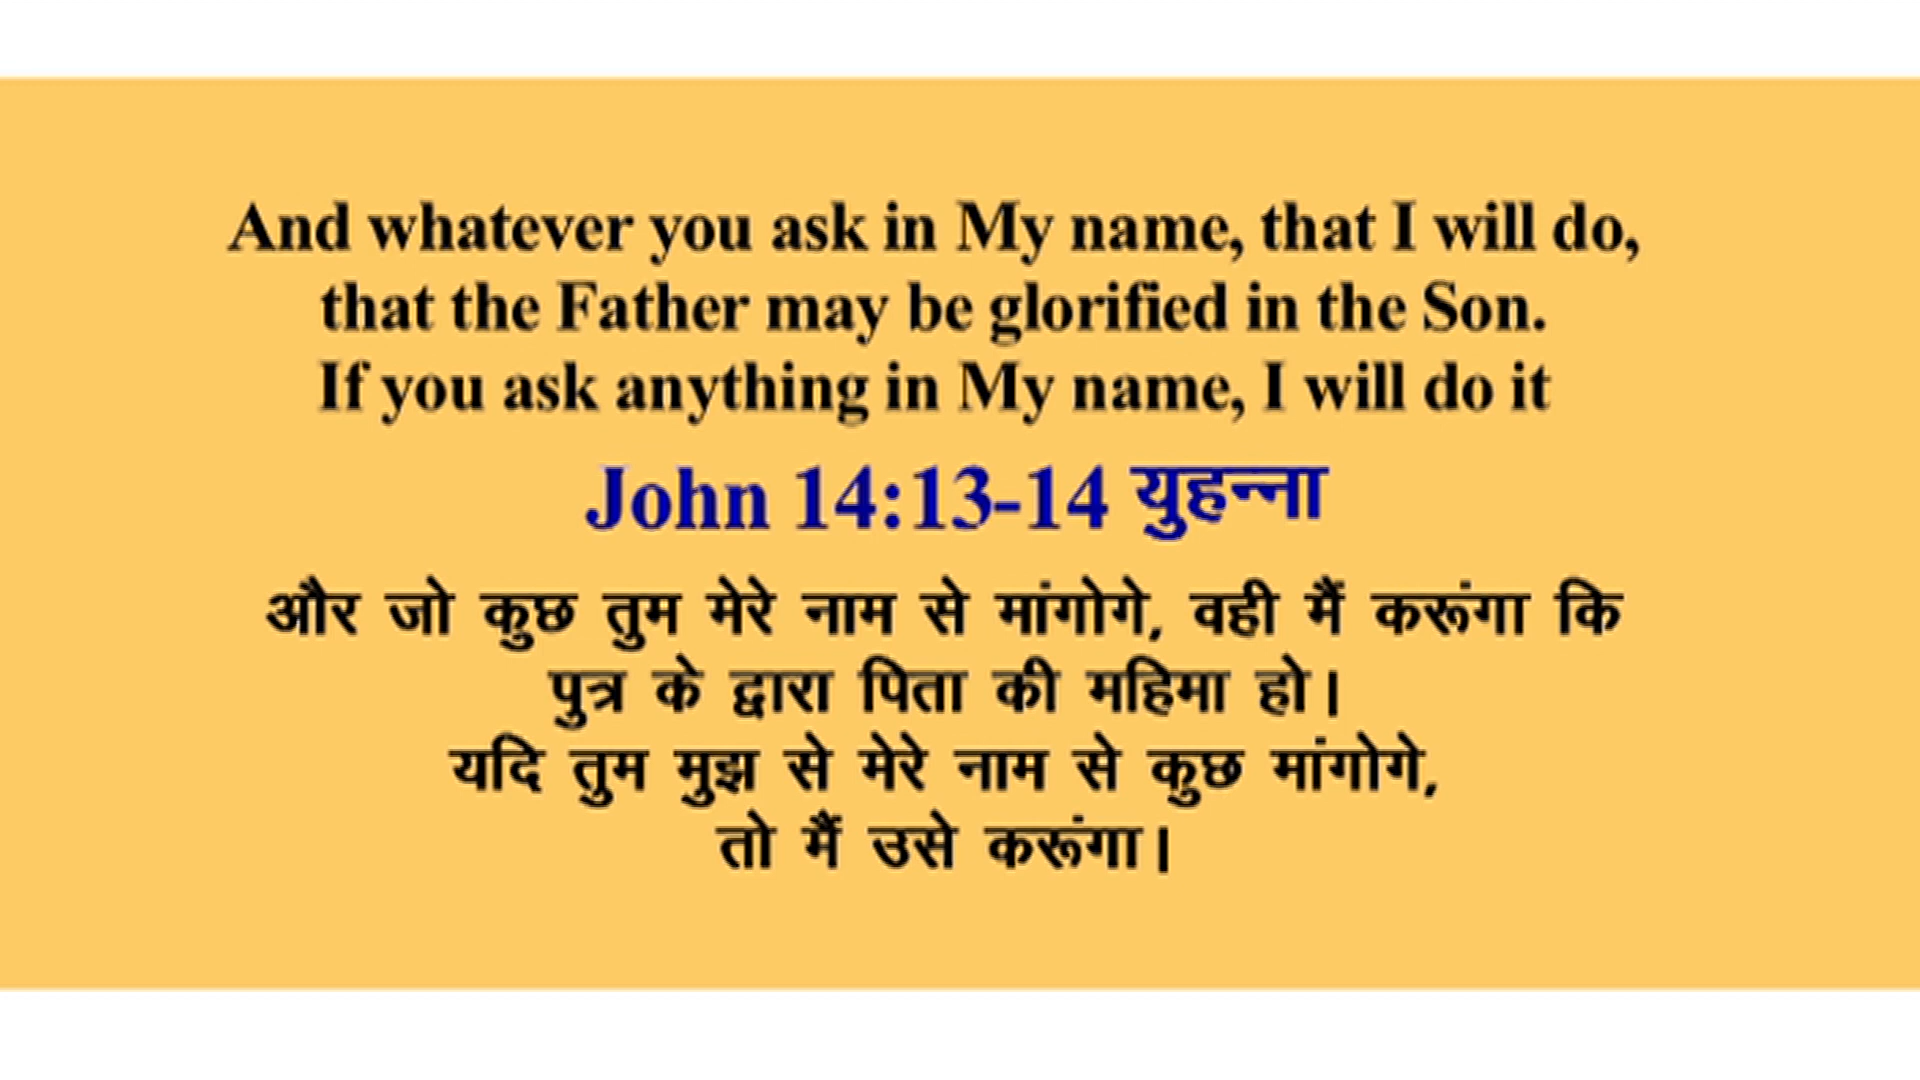 And whatever you ask in My name, that I will do,
that the Father may be glorified in the Son.
If you ask anything in My name, I will do it
John 14:13-14 युहन्ना
और जो कुछ तुम मेरे नाम से मांगोगे, वही मैं करूंगा कि
पुत्र के द्वारा पिता की महिमा हो।
यदि तुम मुझ से मेरे नाम से कुछ मांगोगे,
तो मैं उसे करूंगा।